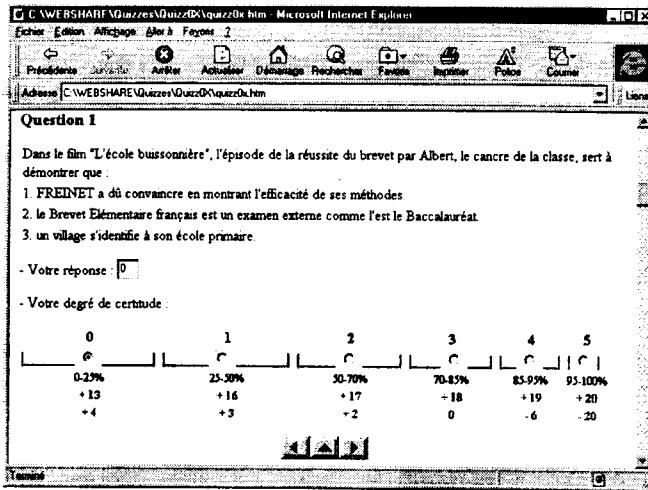 C:\WEBSHARE\Quizzes\Quizz0X\quizz0x.htm - Microsoft Internet Explorer
Fichier Edition Affichage Aller à Favoris ?
Précédente Suivante Arrêter Actualiser Démarrage Rechercher Favoris Imprimer Police Courrier
Adresse C:\WEBSHARE\Quizzes\Quizz0X\quizz0x.htm Liens
Question 1
Dans le film "L'école buissonnière", l'épisode de la réussite du brevet par Albert, le cancre de la classe, sert à
démontrer que :
1. FREINET a dû convaincre en montrant l'efficacité de ses méthodes.
2. le Brevet Elémentaire français est un examen externe comme l'est le Baccalauréat.
3. un village s'identifie à son école primaire.
- Votre réponse : 0
- Votre degré de certitude :
0 1 2 3 4 5
0-25% 25-50% 50-70% 70-85% 85-95% 95-100%
+13 +16 +17 +18 +19 +20
+4 +3 +2 0 -6 -20
Terminé